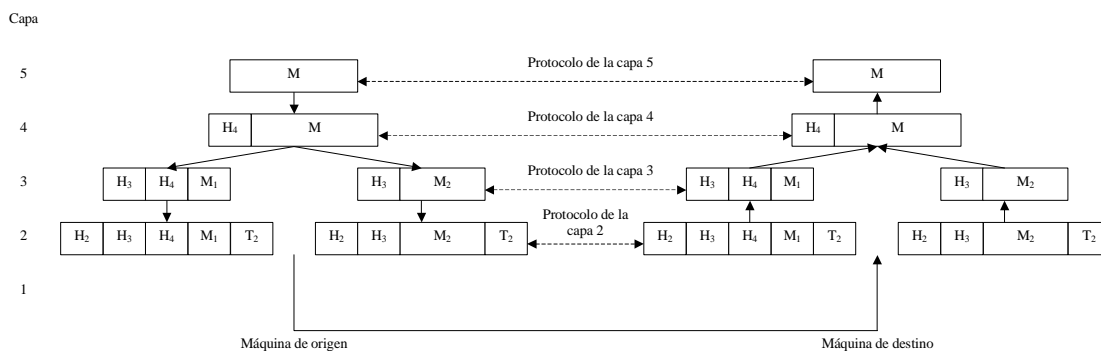 Capa
5
M
Protocolo de la capa 5
M
4
H₄ M
Protocolo de la capa 4
H₄ M
3
H₃ H₄ M₁
H₃ M₂
Protocolo de la capa 3
H₃ H₄ M₁
H₃ M₂
2
H₂ H₃ H₄ M₁ T₂
H₂ H₃ M₂ T₂
Protocolo de la
capa 2
H₂ H₃ H₄ M₁ T₂
H₂ H₃ M₂ T₂
1
Máquina de origen
Máquina de destino